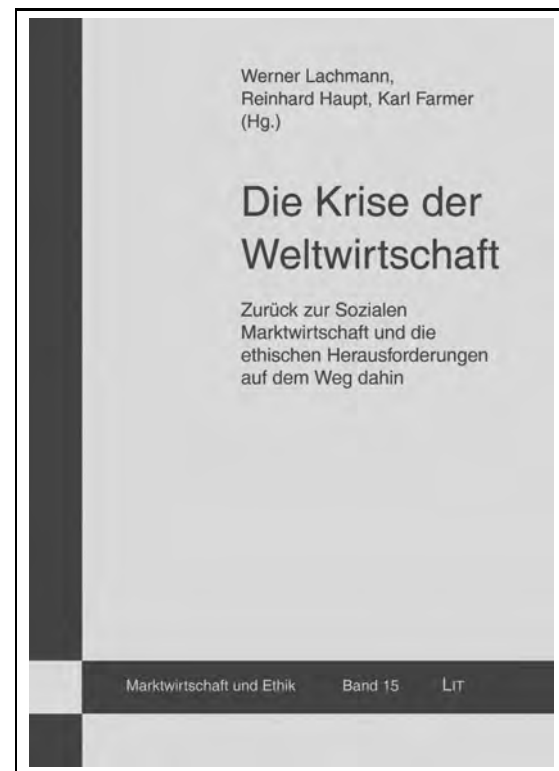 Werner Lachmann,
Reinhard Haupt, Karl Farmer
(Hg.)
Die Krise der
Weltwirtschaft
Zurück zur Sozialen
Marktwirtschaft und die
ethischen Herausforderungen
auf dem Weg dahin
Marktwirtschaft und Ethik Band 15 LIT